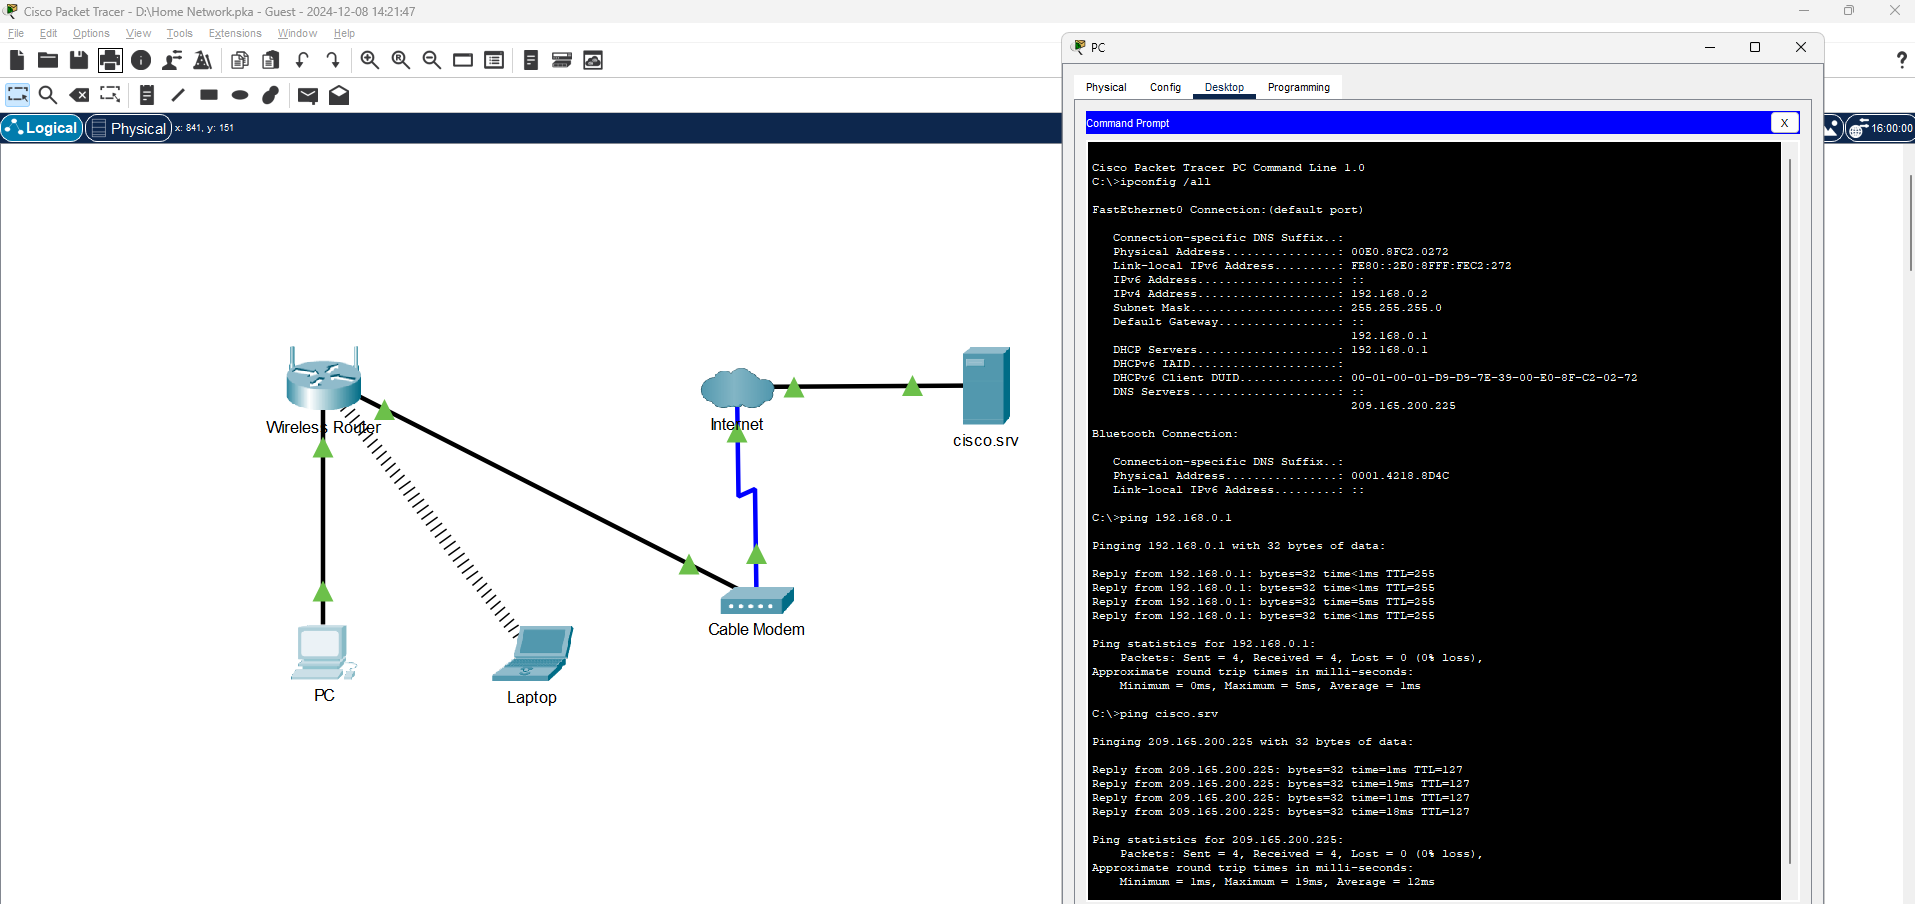 Cisco Packet Tracer - D:\Home Network.pka - Guest - 2024-12-08 14:21:47
File Edit Options View Tools Extensions Window Help
Logical Physical x: 841, y: 151
16:00:00
Wireless Router
Internet
cisco.srv
Cable Modem
PC
Laptop
PC
Physical Config Desktop Programming
Command Prompt X
Cisco Packet Tracer PC Command Line 1.0
C:\>ipconfig /all
FastEthernet0 Connection:(default port)
Connection-specific DNS Suffix..:
Physical Address................: 00E0.8FC2.0272
Link-local IPv6 Address.........: FE80::2E0:8FFF:FEC2:272
IPv6 Address....................: ::
IPv4 Address....................: 192.168.0.2
Subnet Mask.....................: 255.255.255.0
Default Gateway.................: ::
192.168.0.1
DHCP Servers....................: 192.168.0.1
DHCPv6 IAID.....................:
DHCPv6 Client DUID..............: 00-01-00-01-D9-D9-7E-39-00-E0-8F-C2-02-72
DNS Servers.....................: ::
209.165.200.225
Bluetooth Connection:
Connection-specific DNS Suffix..:
Physical Address................: 0001.4218.8D4C
Link-local IPv6 Address.........: ::
C:\>ping 192.168.0.1
Pinging 192.168.0.1 with 32 bytes of data:
Reply from 192.168.0.1: bytes=32 time<1ms TTL=255
Reply from 192.168.0.1: bytes=32 time<1ms TTL=255
Reply from 192.168.0.1: bytes=32 time=5ms TTL=255
Reply from 192.168.0.1: bytes=32 time<1ms TTL=255
Ping statistics for 192.168.0.1:
Packets: Sent = 4, Received = 4, Lost = 0 (0% loss),
Approximate round trip times in milli-seconds:
Minimum = 0ms, Maximum = 5ms, Average = 1ms
C:\>ping cisco.srv
Pinging 209.165.200.225 with 32 bytes of data:
Reply from 209.165.200.225: bytes=32 time=1ms TTL=127
Reply from 209.165.200.225: bytes=32 time=19ms TTL=127
Reply from 209.165.200.225: bytes=32 time=11ms TTL=127
Reply from 209.165.200.225: bytes=32 time=18ms TTL=127
Ping statistics for 209.165.200.225:
Packets: Sent = 4, Received = 4, Lost = 0 (0% loss),
Approximate round trip times in milli-seconds:
Minimum = 1ms, Maximum = 19ms, Average = 12ms